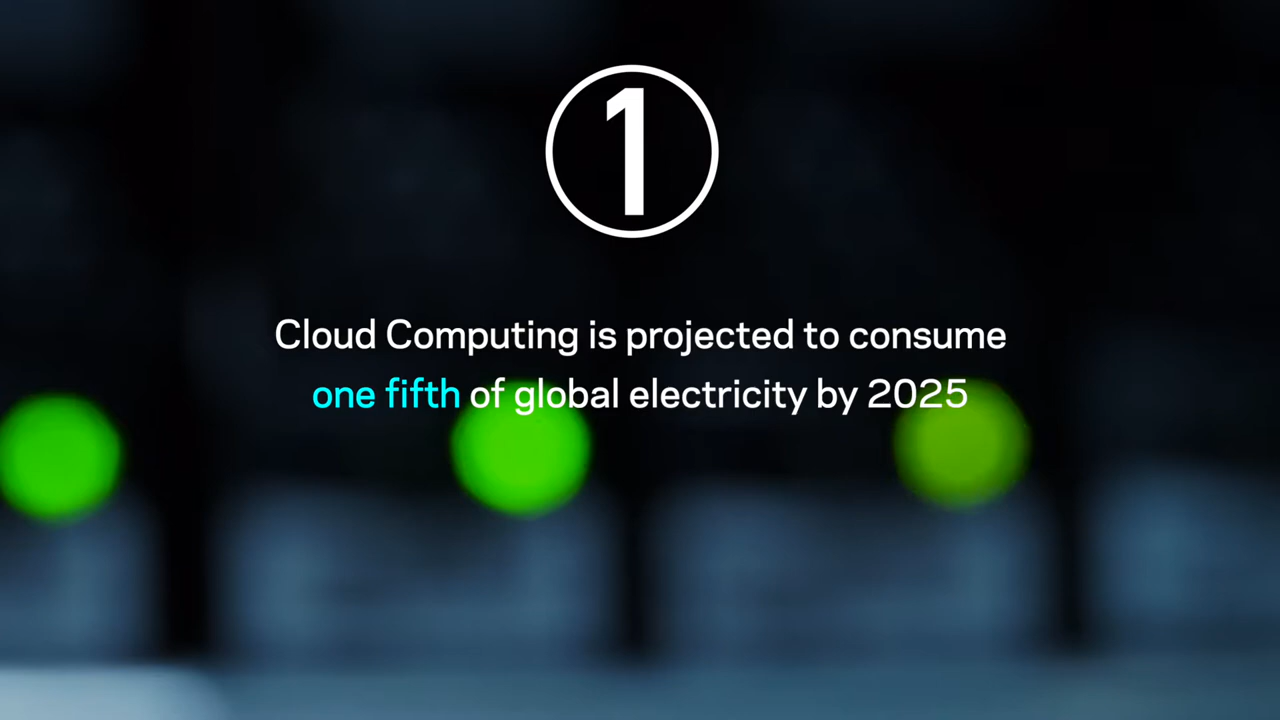 1
Cloud Computing is projected to consume
one fifth of global electricity by 2025